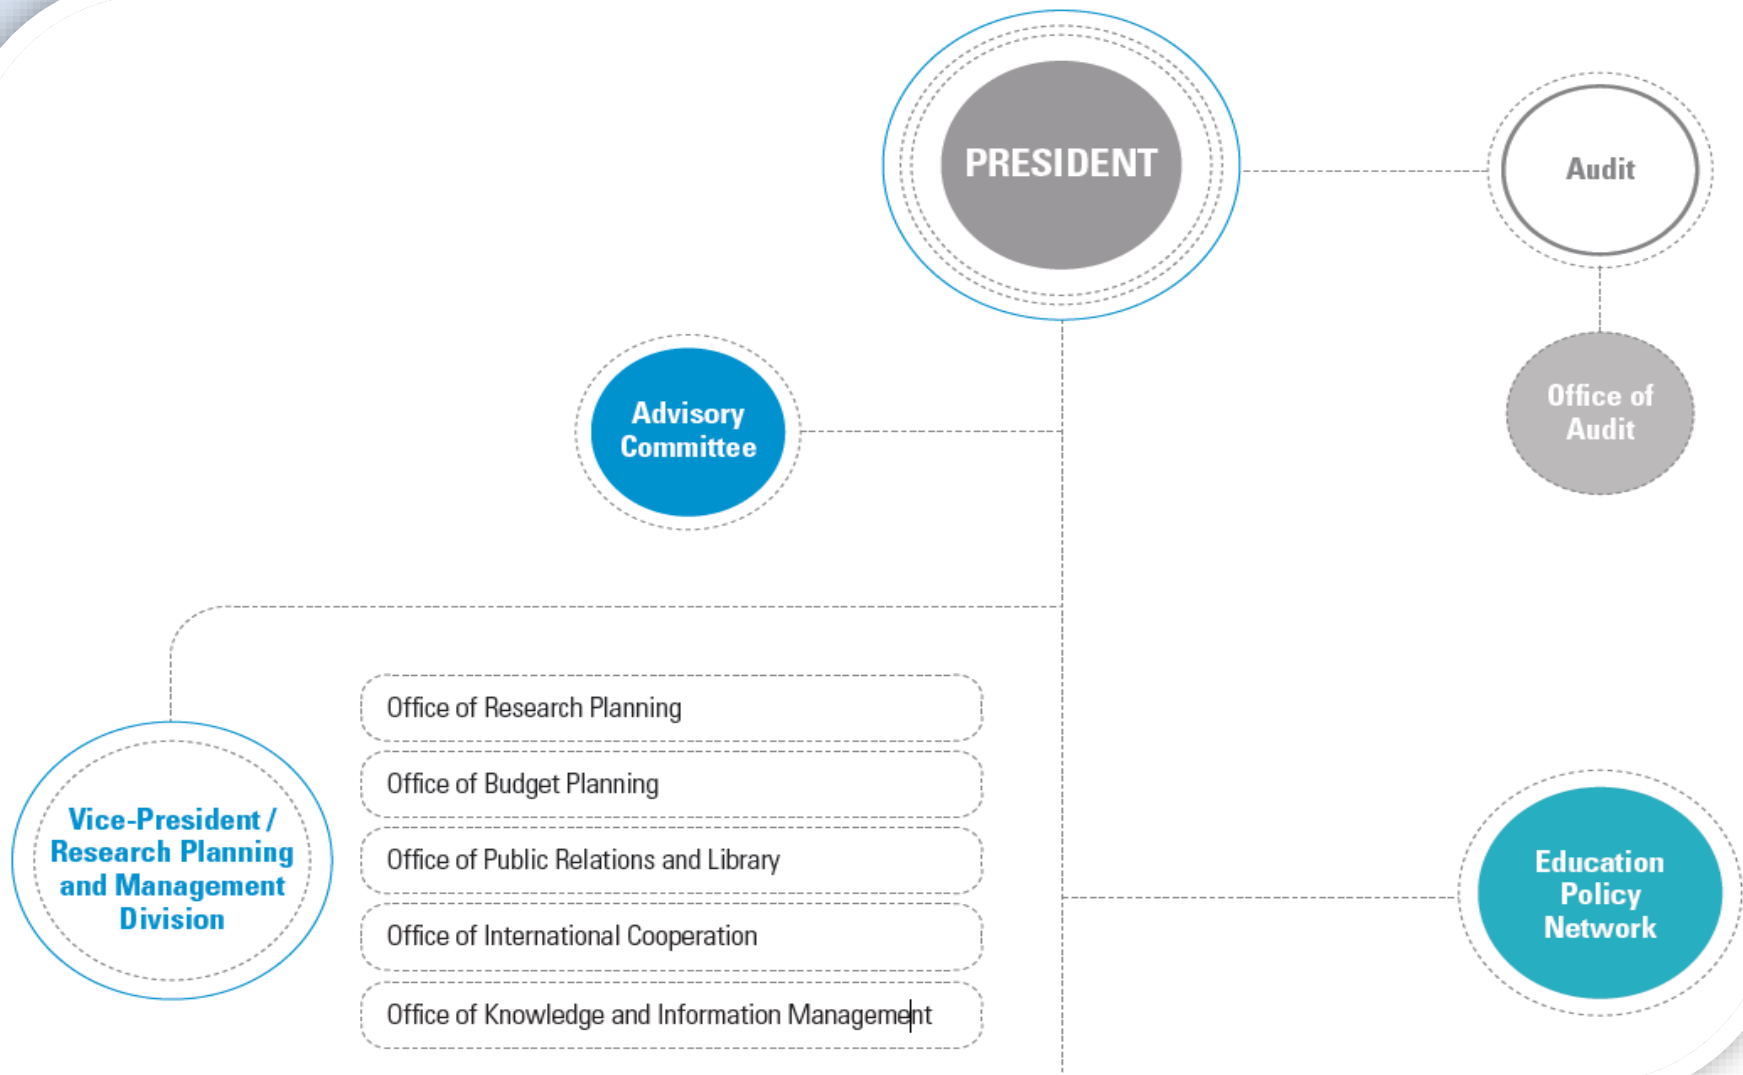 PRESIDENT
Audit
Office of
Audit
Advisory
Committee
Vice-President /
Research Planning
and Management
Division
Office of Research Planning
Office of Budget Planning
Office of Public Relations and Library
Office of International Cooperation
Office of Knowledge and Information Management
Education
Policy
Network